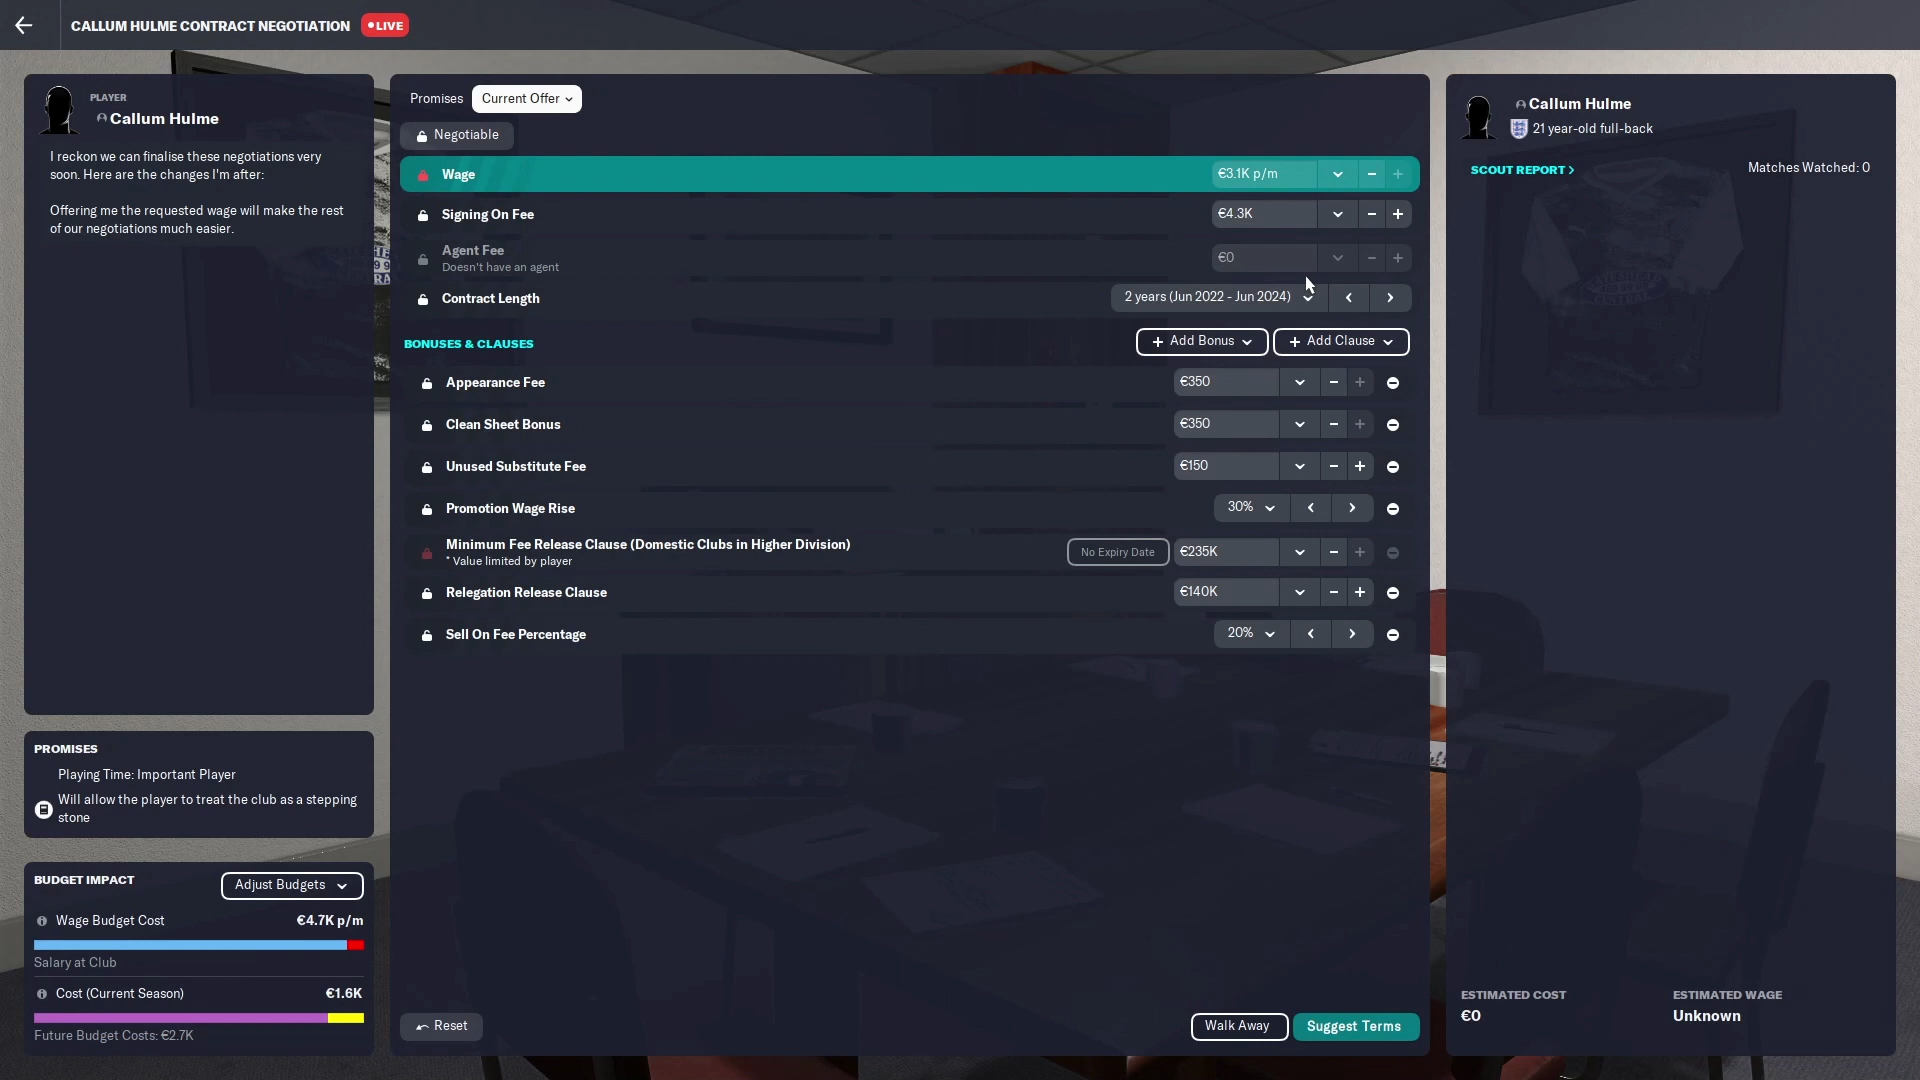 CALLUM HULME CONTRACT NEGOTIATION
LIVE
PLAYER
Callum Hulme
I reckon we can finalise these negotiations very
soon. Here are the changes I'm after:
Offering me the requested wage will make the rest
of our negotiations much easier.
PROMISES
Playing Time: Important Player
Will allow the player to treat the club as a stepping
stone
BUDGET IMPACT
Adjust Budgets
Wage Budget Cost €4.7K p/m
Salary at Club
Cost (Current Season) €1.6K
Future Budget Costs: €2.7K
Promises Current Offer
Negotiable
Wage €3.1K p/m
Signing On Fee €4.3K
Agent Fee €0
Doesn't have an agent
Contract Length 2 years (Jun 2022 - Jun 2024)
BONUSES & CLAUSES
Add Bonus Add Clause
Appearance Fee €350
Clean Sheet Bonus €350
Unused Substitute Fee €150
Promotion Wage Rise 30%
Minimum Fee Release Clause (Domestic Clubs in Higher Division) No Expiry Date €235K
* Value limited by player
Relegation Release Clause €140K
Sell On Fee Percentage 20%
Reset Walk Away Suggest Terms
Callum Hulme
21 year-old full-back
SCOUT REPORT Matches Watched: 0
ESTIMATED COST ESTIMATED WAGE
€0 Unknown